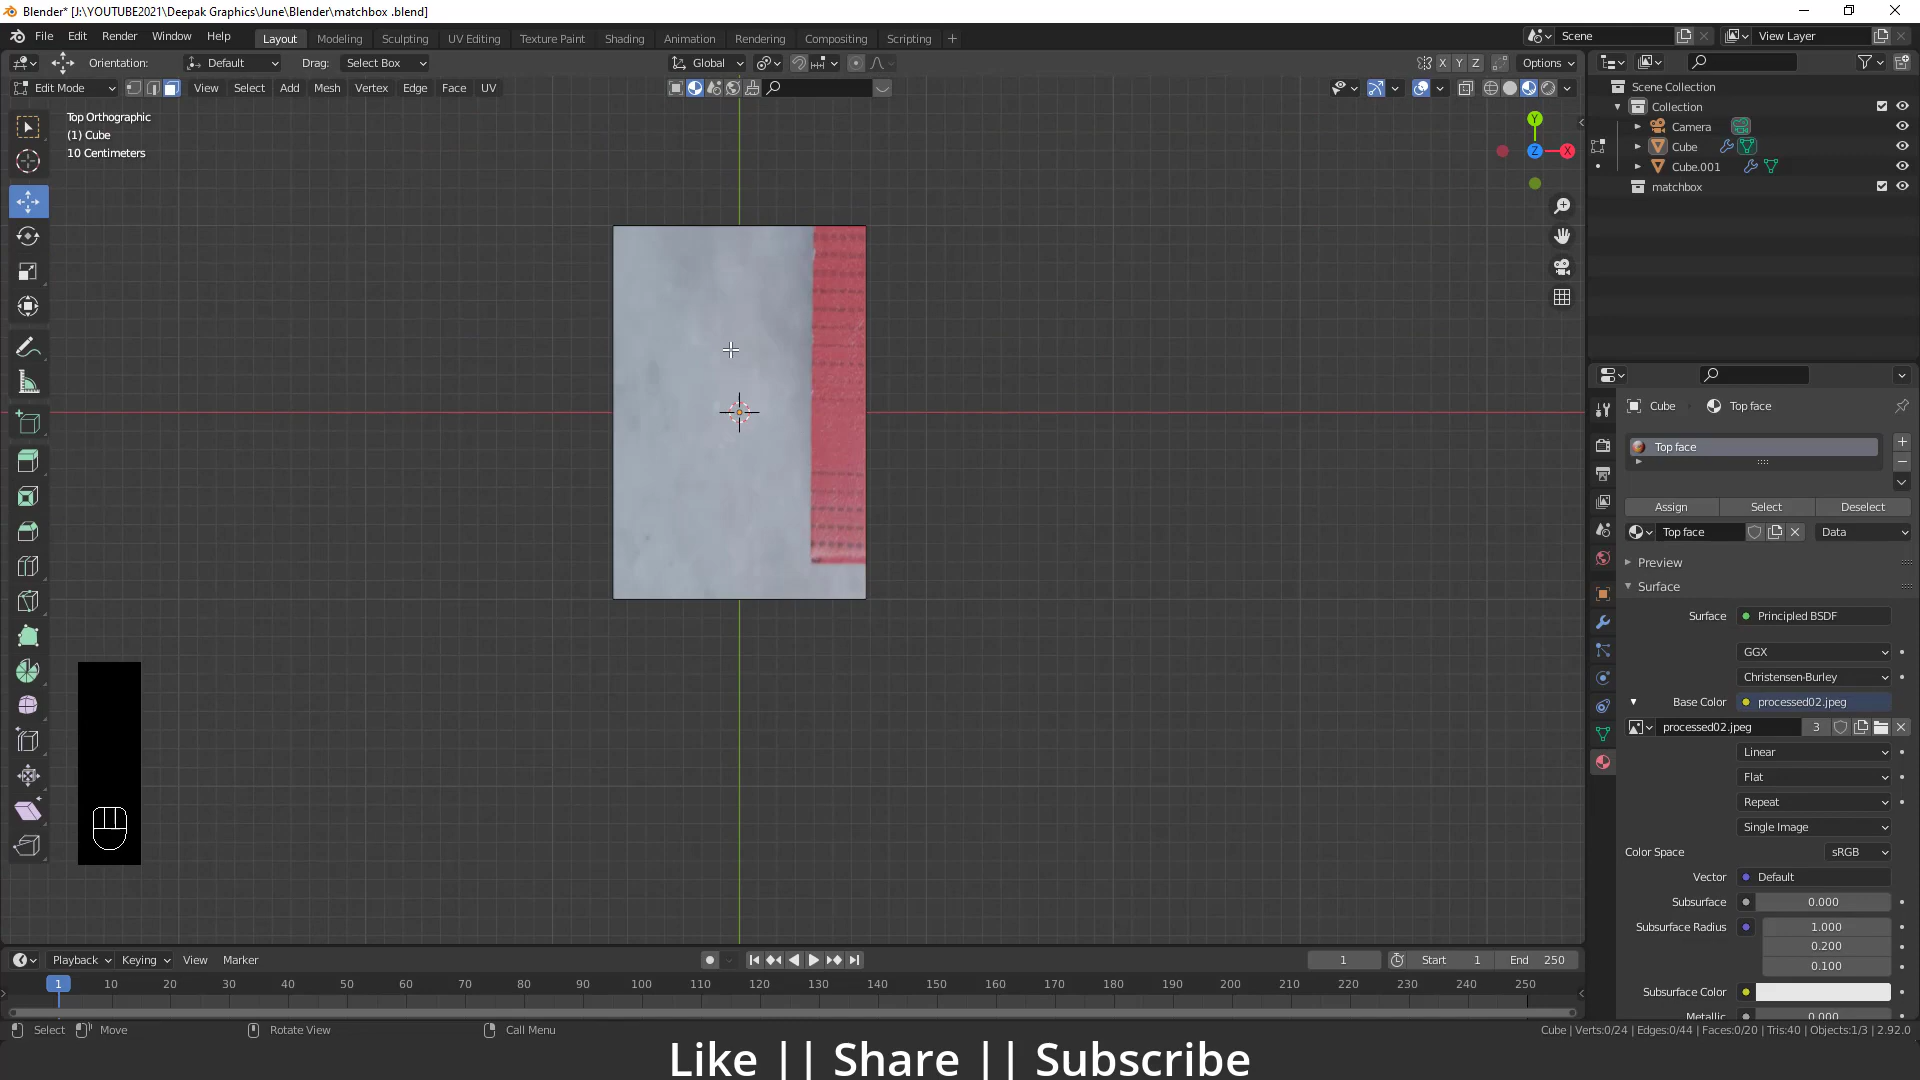 Blender* [J:\YOUTUBE2021\Deepak Graphics\June\Blender\matchbox .blend]
File Edit Render Window Help Layout Modeling Sculpting UV Editing Texture Paint Shading Animation Rendering Compositing Scripting + Scene View Layer
Orientation: Default Drag: Select Box Global X Y Z Options
Edit Mode View Select Add Mesh Vertex Edge Face UV
Top Orthographic
(1) Cube
10 Centimeters
Y
X
Z
Scene Collection
Collection
Camera
Cube
Cube.001
matchbox
Cube Top face
Top face
Assign Select Deselect
Top face Data
Preview
Surface
Surface Principled BSDF
GGX
Christensen-Burley
Base Color processed02.jpeg
processed02.jpeg 3
Linear
Flat
Repeat
Single Image
Color Space sRGB
Vector Default
Subsurface 0.000
Subsurface Radius 1.000
0.200
0.100
Subsurface Color
Metallic 0.000
Playback Keying View Marker 1 Start 1 End 250
1 10 20 30 40 50 60 70 80 90 100 110 120 130 140 150 160 170 180 190 200 210 220 230 240 250
Select Move Rotate View Call Menu Cube | Verts:0/24 | Edges:0/44 | Faces:0/20 | Tris:40 | Objects:1/3 | 2.92.0
Like || Share || Subscribe